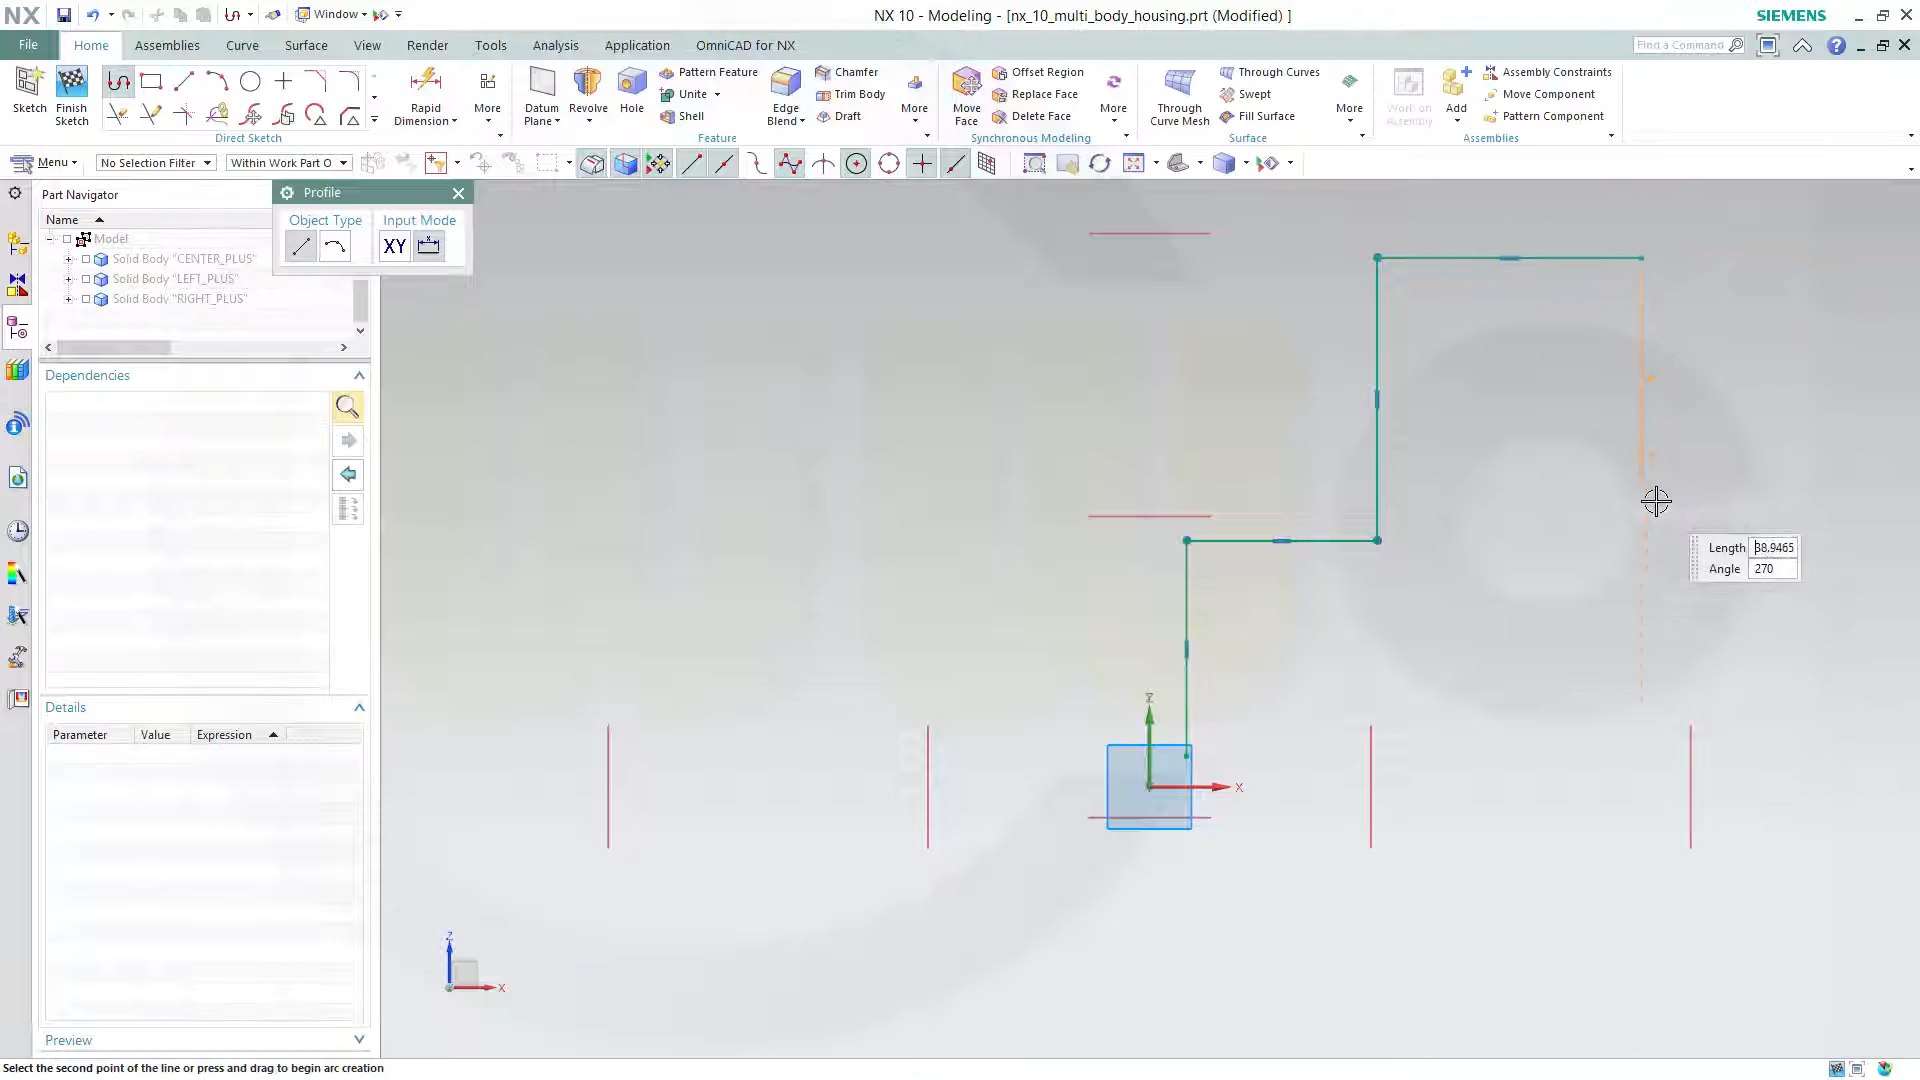 NX
Window
NX 10 - Modeling - [nx_10_multi_body_housing.prt (Modified) ]
SIEMENS
File
Home
Assemblies
Curve
Surface
View
Render
Tools
Analysis
Application
OmniCAD for NX
Find a Command
Sketch
Finish Sketch
Direct Sketch
Rapid Dimension
More
Datum Plane
Revolve
Hole
Pattern Feature
Unite
Shell
Edge Blend
Chamfer
Trim Body
Draft
More
Feature
Move Face
Offset Region
Replace Face
Delete Face
More
Synchronous Modeling
Through Curve Mesh
Through Curves
Swept
Fill Surface
More
Surface
Work on Assembly
Add
Assembly Constraints
Move Component
Pattern Component
Assemblies
Menu
No Selection Filter
Within Work Part O
Part Navigator
Name
Model
Solid Body "CENTER_PLUS"
Solid Body "LEFT_PLUS"
Solid Body "RIGHT_PLUS"
Profile
Object Type
Input Mode
XY
Dependencies
Details
Parameter
Value
Expression
Preview
Length 38.9465
Angle 270
Z
X
Z
X
Select the second point of the line or press and drag to begin arc creation